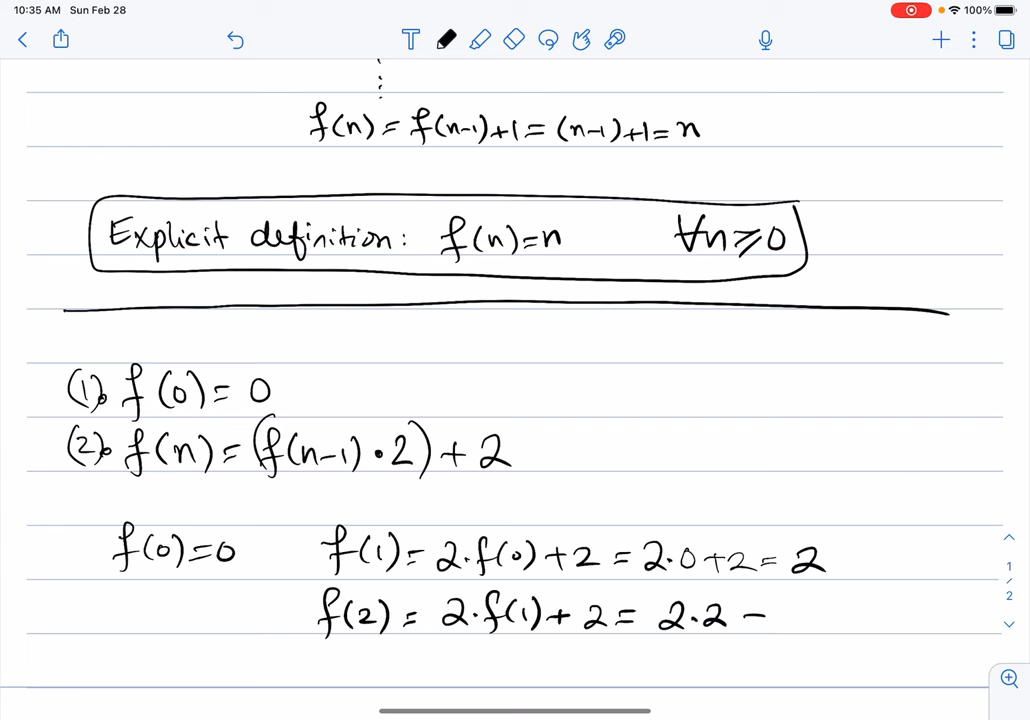 10:35 AM Sun Feb 28 100%
T
f(n) = f(n-1)+1 = (n-1)+1 = n
Explicit definition: f(n)=n ∀n≥0
(1). f(0) = 0
(2). f(n) = (f(n-1)·2) + 2
f(0)=0 f(1) = 2·f(0) + 2 = 2·0+2 = 2
f(2) = 2·f(1) + 2 = 2·2 –
1
/
2